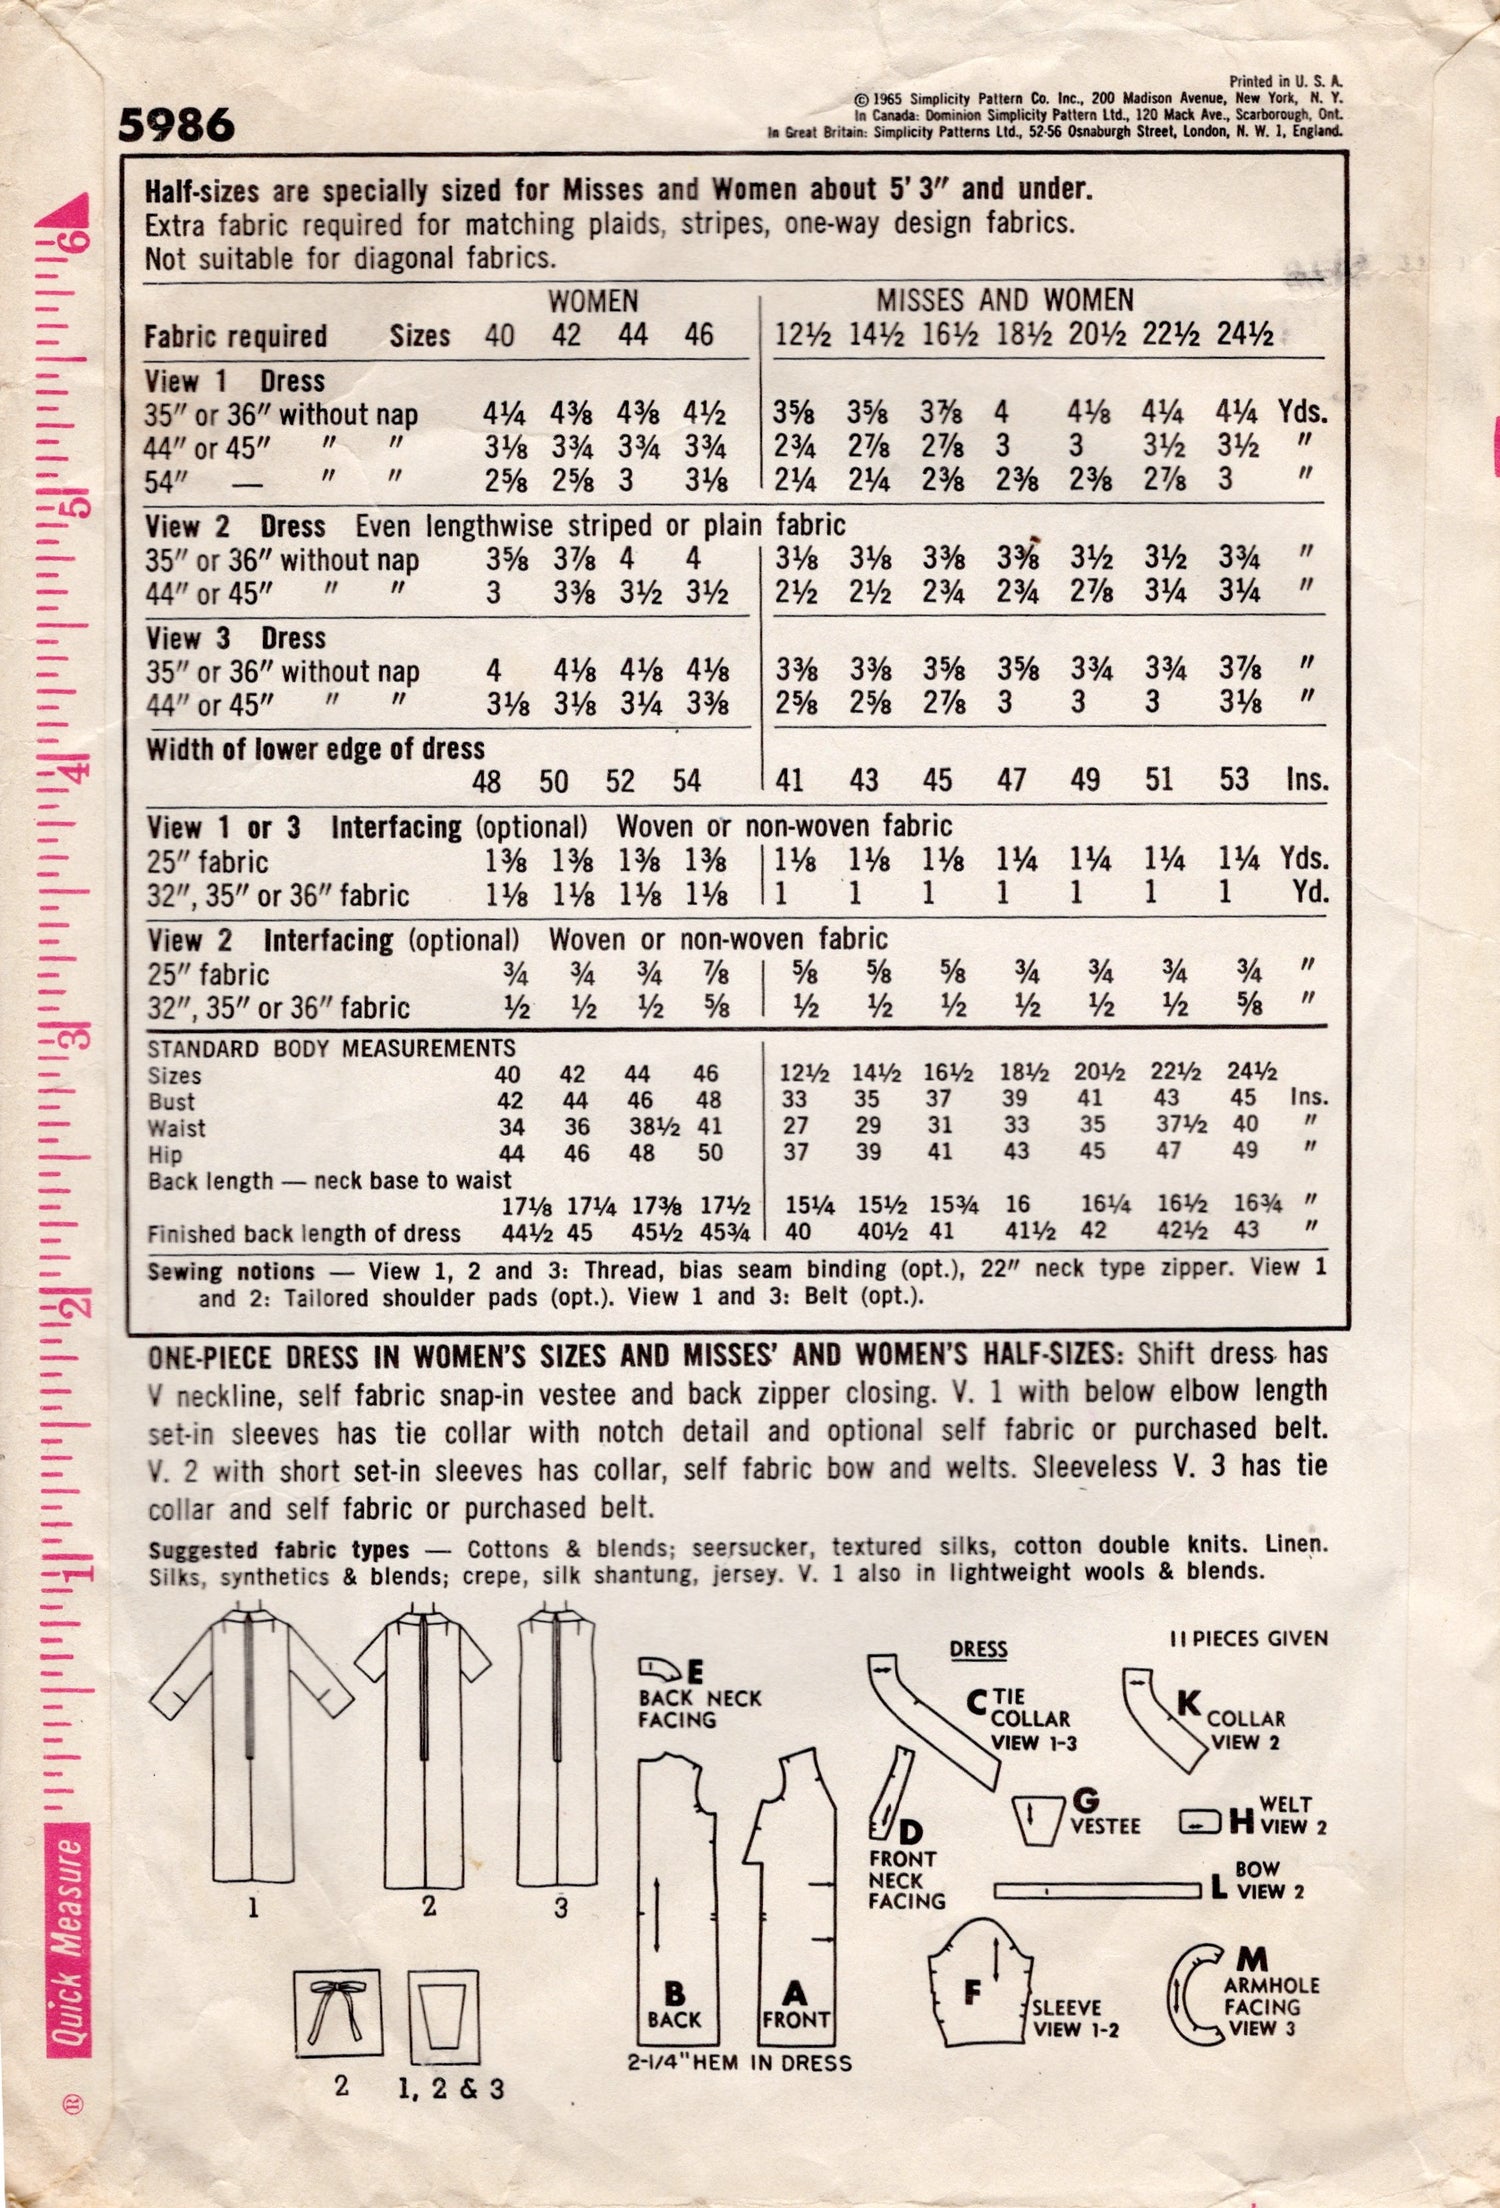 5986
Printed in U. S. A.
© 1965 Simplicity Pattern Co. Inc., 200 Madison Avenue, New York, N. Y.
In Canada: Dominion Simplicity Pattern Ltd., 120 Mack Ave., Scarborough, Ont.
In Great Britain: Simplicity Patterns Ltd., 52-56 Osnaburgh Street, London, N. W. 1, England.
Half-sizes are specially sized for Misses and Women about 5' 3" and under.
Extra fabric required for matching plaids, stripes, one-way design fabrics.
Not suitable for diagonal fabrics.
WOMEN MISSES AND WOMEN
Fabric required Sizes 40 42 44 46 12½ 14½ 16½ 18½ 20½ 22½ 24½
View 1 Dress
35" or 36" without nap 4¼ 4⅜ 4⅜ 4½ 3⅝ 3⅝ 3⅞ 4 4⅛ 4¼ 4¼ Yds.
44" or 45" " " 3⅛ 3¾ 3¾ 3¾ 2¾ 2⅞ 2⅞ 3 3 3½ 3½ "
54" — " " 2⅝ 2⅝ 3 3⅛ 2¼ 2¼ 2⅜ 2⅜ 2⅜ 2⅞ 3 "
View 2 Dress Even lengthwise striped or plain fabric
35" or 36" without nap 3⅝ 3⅞ 4 4 3⅛ 3⅛ 3⅜ 3⅜ 3½ 3½ 3¾ "
44" or 45" " " 3 3⅜ 3½ 3½ 2½ 2½ 2¾ 2¾ 2⅞ 3¼ 3¼ "
View 3 Dress
35" or 36" without nap 4 4⅛ 4⅛ 4⅛ 3⅜ 3⅜ 3⅝ 3⅝ 3¾ 3¾ 3⅞ "
44" or 45" " " 3⅛ 3⅛ 3¼ 3⅜ 2⅝ 2⅝ 2⅞ 3 3 3 3⅛ "
Width of lower edge of dress
48 50 52 54 41 43 45 47 49 51 53 Ins.
View 1 or 3 Interfacing (optional) Woven or non-woven fabric
25" fabric 1⅜ 1⅜ 1⅜ 1⅜ 1⅛ 1⅛ 1⅛ 1¼ 1¼ 1¼ 1¼ Yds.
32", 35" or 36" fabric 1⅛ 1⅛ 1⅛ 1⅛ 1 1 1 1 1 1 1 Yd.
View 2 Interfacing (optional) Woven or non-woven fabric
25" fabric ¾ ¾ ¾ ⅞ ⅝ ⅝ ⅝ ¾ ¾ ¾ ¾ "
32", 35" or 36" fabric ½ ½ ½ ⅝ ½ ½ ½ ½ ½ ½ ⅝ "
STANDARD BODY MEASUREMENTS
Sizes 40 42 44 46 12½ 14½ 16½ 18½ 20½ 22½ 24½
Bust 42 44 46 48 33 35 37 39 41 43 45 Ins.
Waist 34 36 38½ 41 27 29 31 33 35 37½ 40 "
Hip 44 46 48 50 37 39 41 43 45 47 49 "
Back length — neck base to waist
17⅛ 17¼ 17⅜ 17½ 15¼ 15½ 15¾ 16 16¼ 16½ 16¾ "
Finished back length of dress 44½ 45 45½ 45¾ 40 40½ 41 41½ 42 42½ 43 "
Sewing notions — View 1, 2 and 3: Thread, bias seam binding (opt.), 22" neck type zipper. View 1
and 2: Tailored shoulder pads (opt.). View 1 and 3: Belt (opt.).
ONE-PIECE DRESS IN WOMEN'S SIZES AND MISSES' AND WOMEN'S HALF-SIZES: Shift dress has
V neckline, self fabric snap-in vestee and back zipper closing. V. 1 with below elbow length
set-in sleeves has tie collar with notch detail and optional self fabric or purchased belt.
V. 2 with short set-in sleeves has collar, self fabric bow and welts. Sleeveless V. 3 has tie
collar and self fabric or purchased belt.
Suggested fabric types — Cottons & blends; seersucker, textured silks, cotton double knits. Linen.
Silks, synthetics & blends; crepe, silk shantung, jersey. V. 1 also in lightweight wools & blends.
1
2
3
2
1, 2 & 3
DRESS
11 PIECES GIVEN
E
BACK NECK
FACING
C TIE
COLLAR
VIEW 1-3
K COLLAR
VIEW 2
D
FRONT
NECK
FACING
G
VESTEE
H WELT
VIEW 2
L BOW
VIEW 2
B
BACK
A
FRONT
F
SLEEVE
VIEW 1-2
M
ARMHOLE
FACING
VIEW 3
2-1/4" HEM IN DRESS
6
5
4
3
2
1
Quick Measure
®